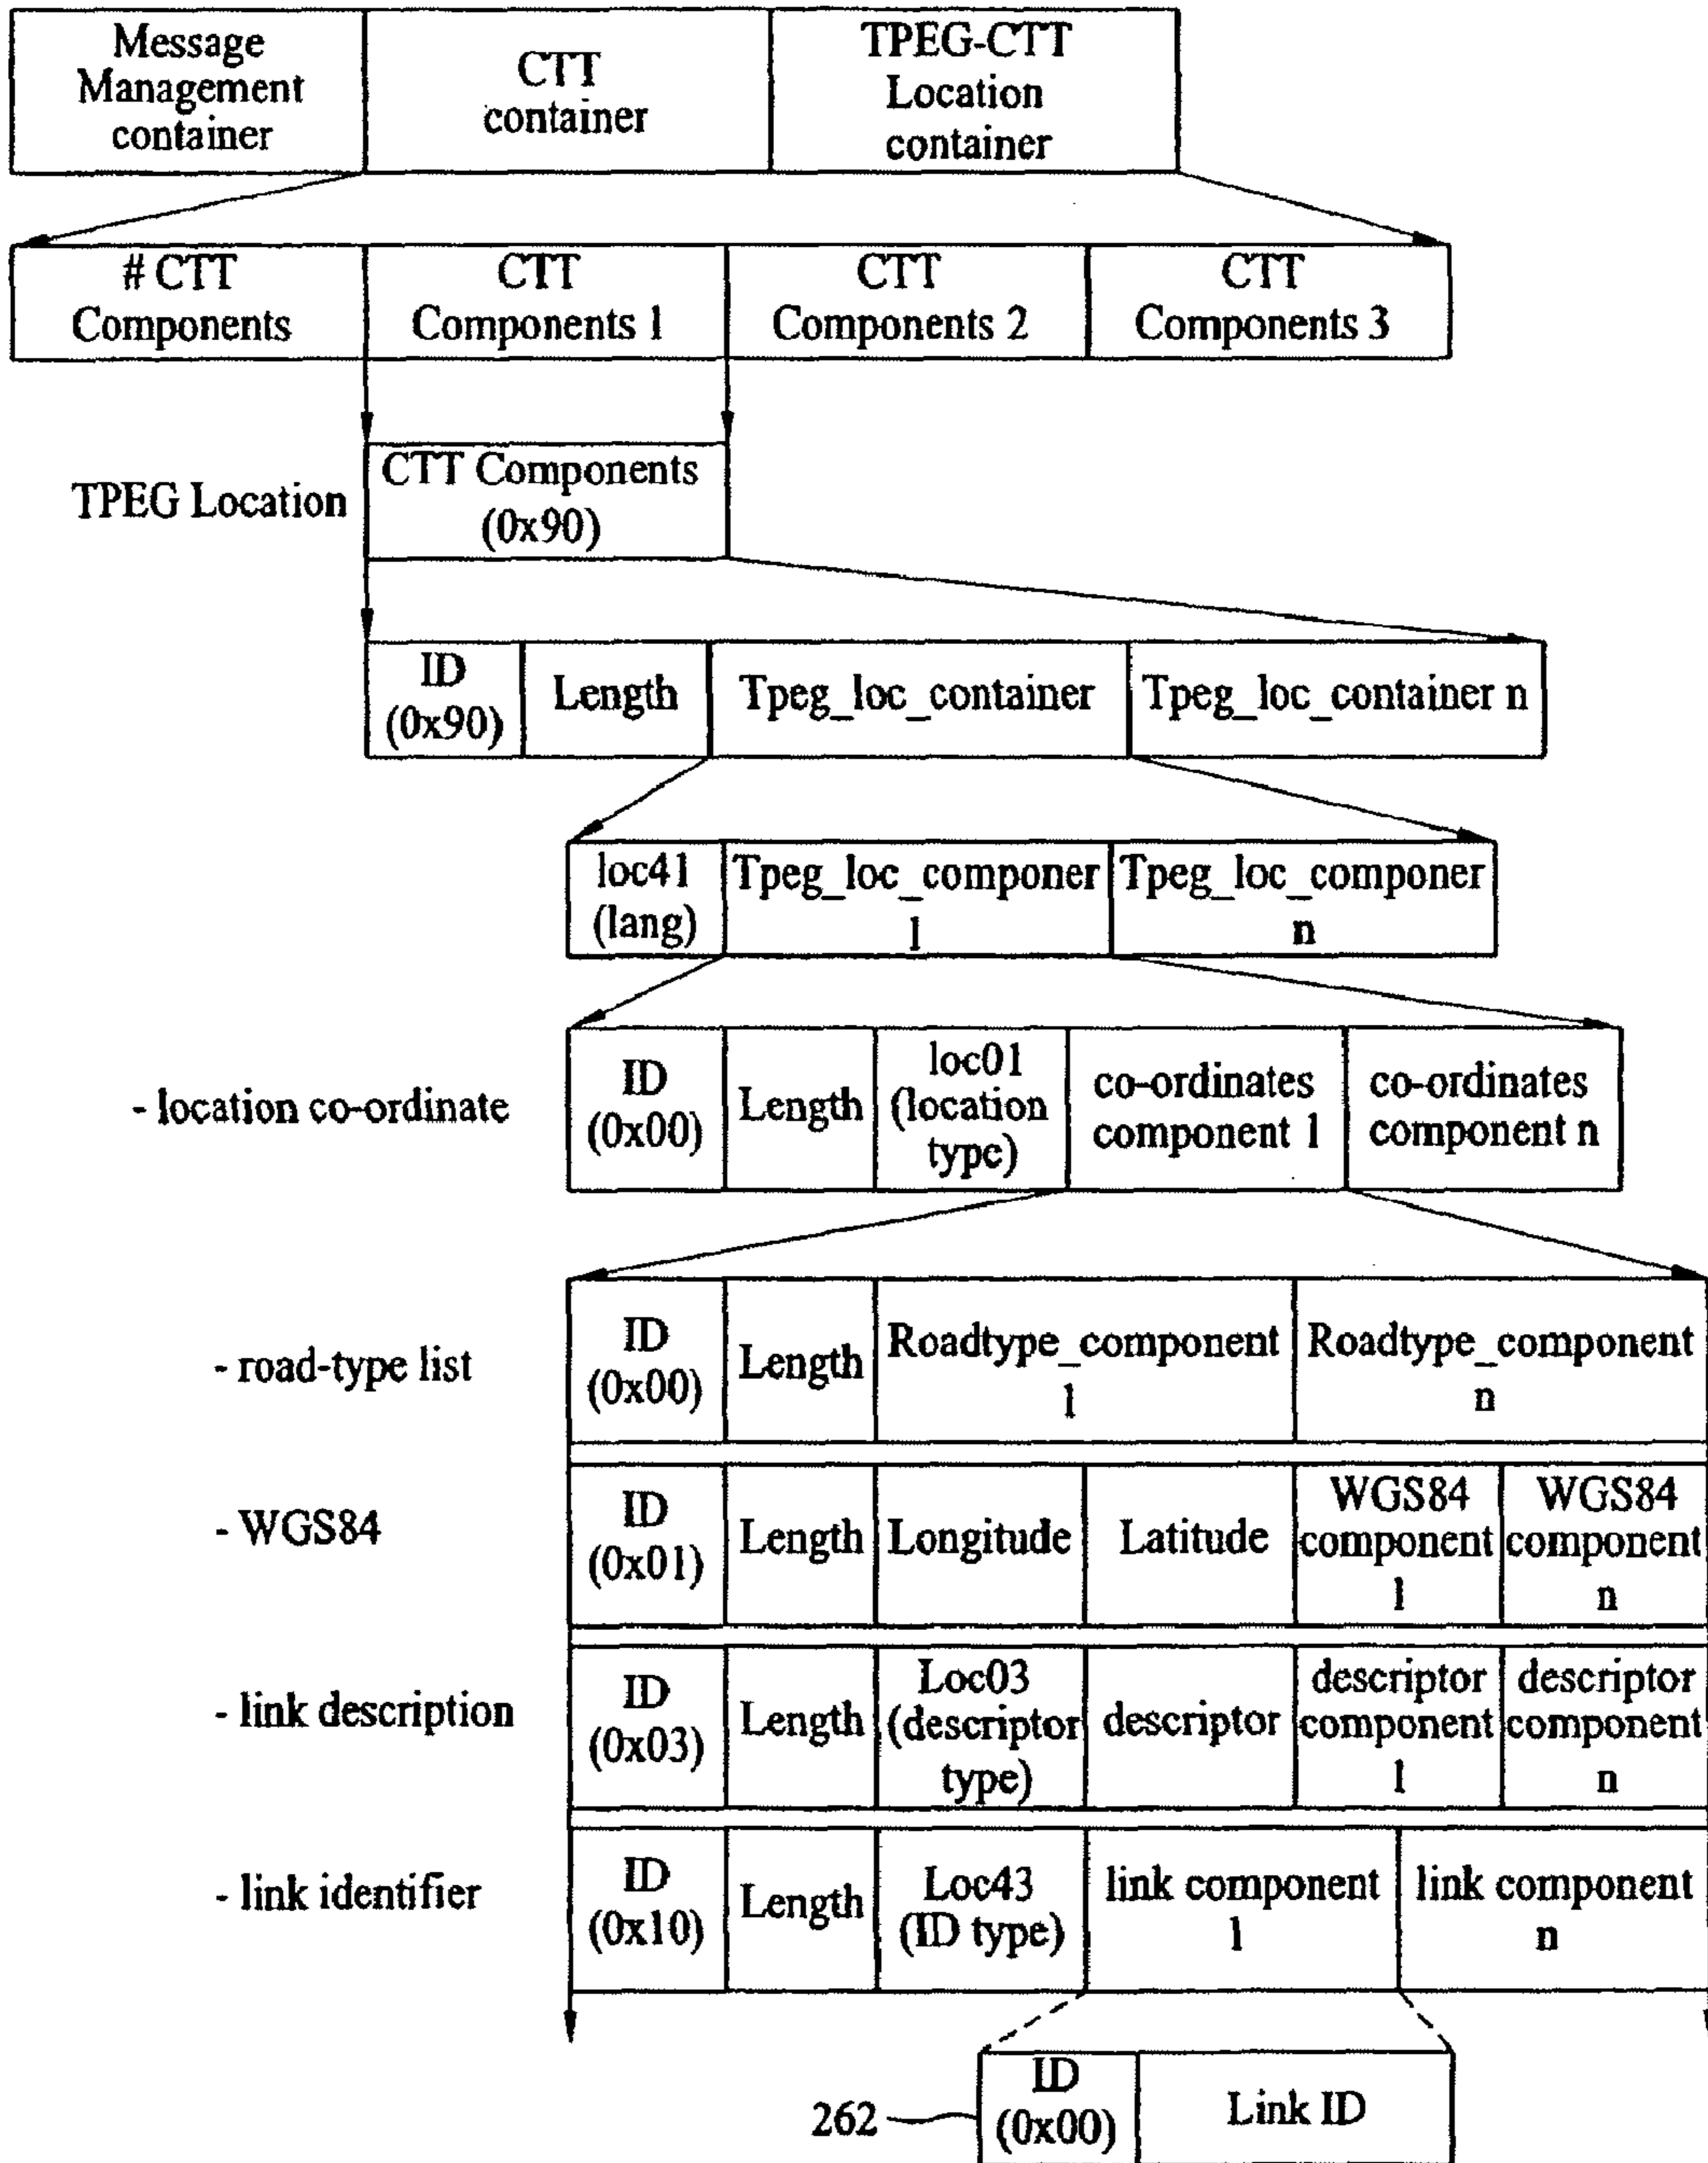 Message
Management
container
CTT
container
TPEG-CTT
Location
container
# CTT
Components
CTT
Components 1
CTT
Components 2
CTT
Components 3
TPEG Location
CTT Components
(0x90)
ID
(0x90)
Length
Tpeg_loc_container
Tpeg_loc_container n
loc41
(lang)
Tpeg_loc_componer
1
Tpeg_loc_componer
n
- location co-ordinate
ID
(0x00)
Length
loc01
(location
type)
co-ordinates
component 1
co-ordinates
component n
- road-type list
ID
(0x00)
Length
Roadtype_component
1
Roadtype_component
n
- WGS84
ID
(0x01)
Length
Longitude
Latitude
WGS84
component
1
WGS84
component
n
- link description
ID
(0x03)
Length
Loc03
(descriptor
type)
descriptor
descriptor
component
1
descriptor
component
n
- link identifier
ID
(0x10)
Length
Loc43
(ID type)
link component
1
link component
n
262
ID
(0x00)
Link ID